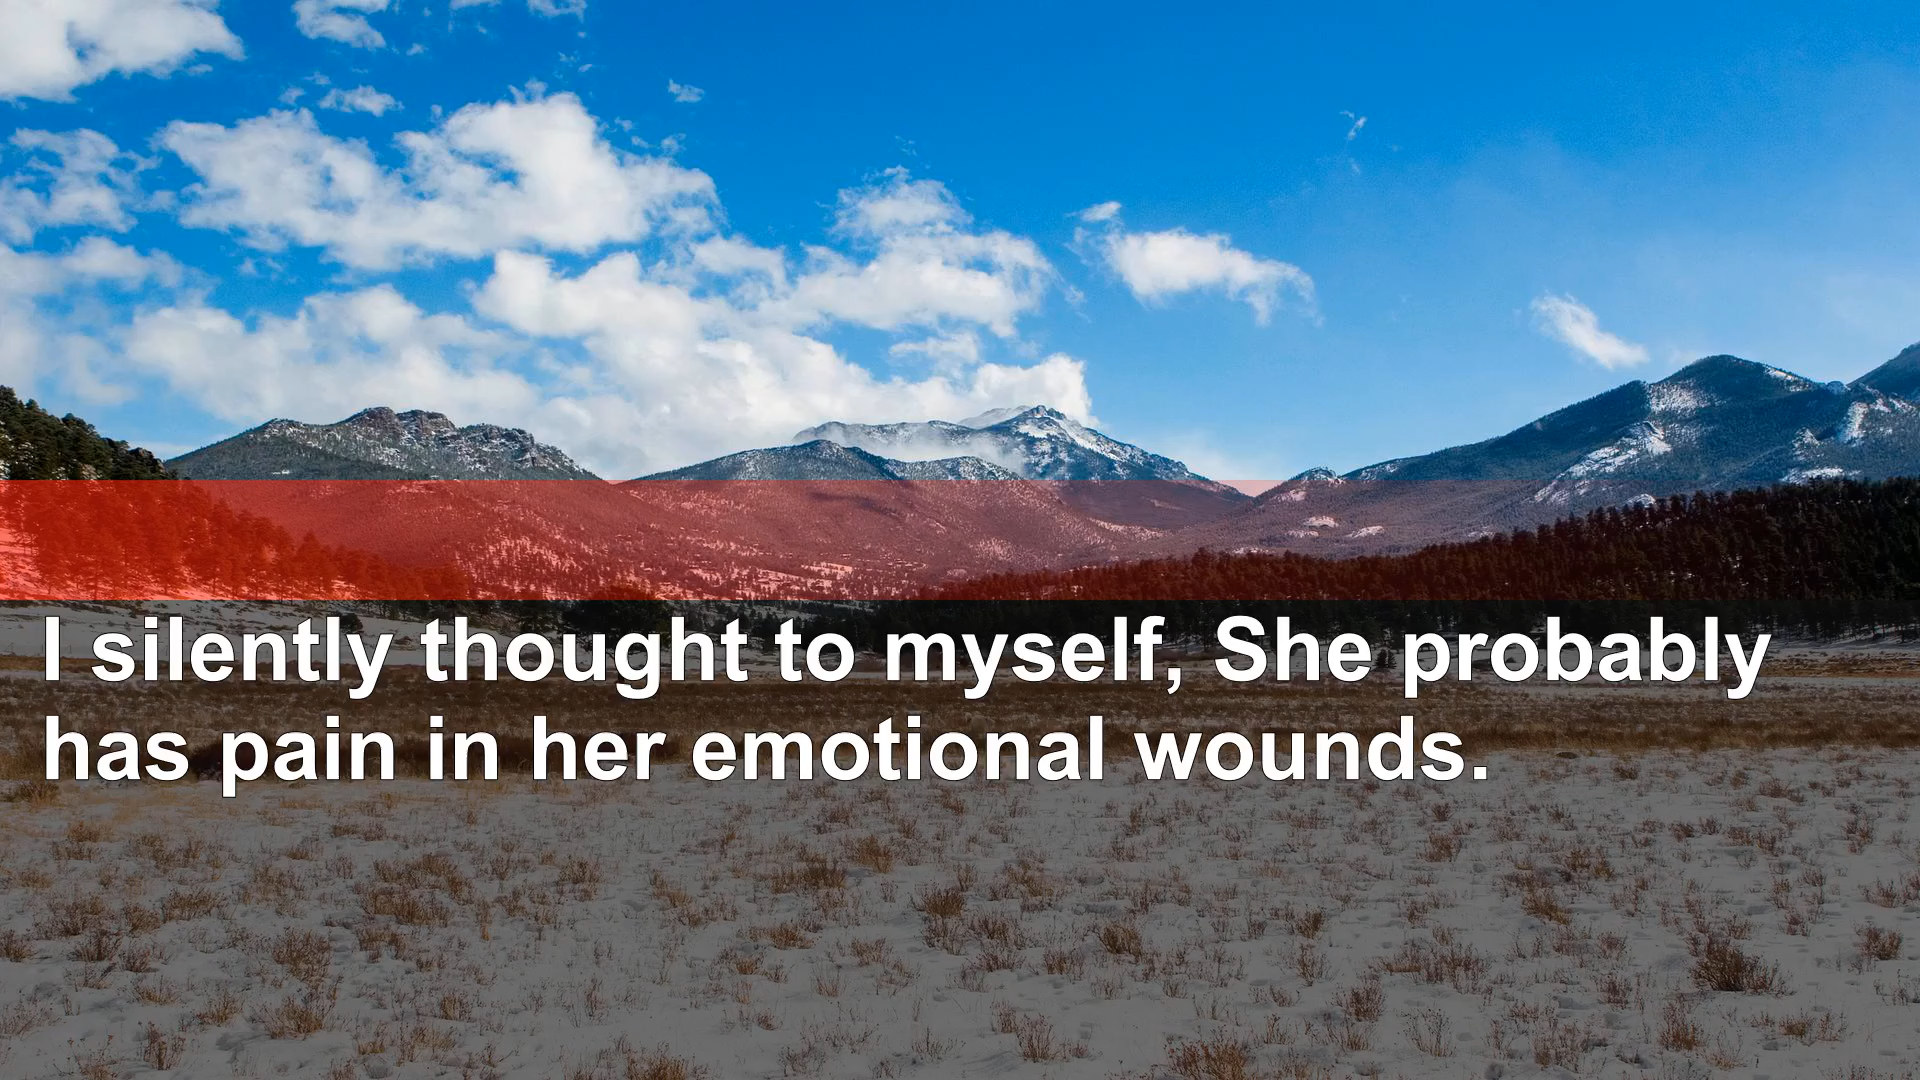 I silently thought to myself, She probably
has pain in her emotional wounds.